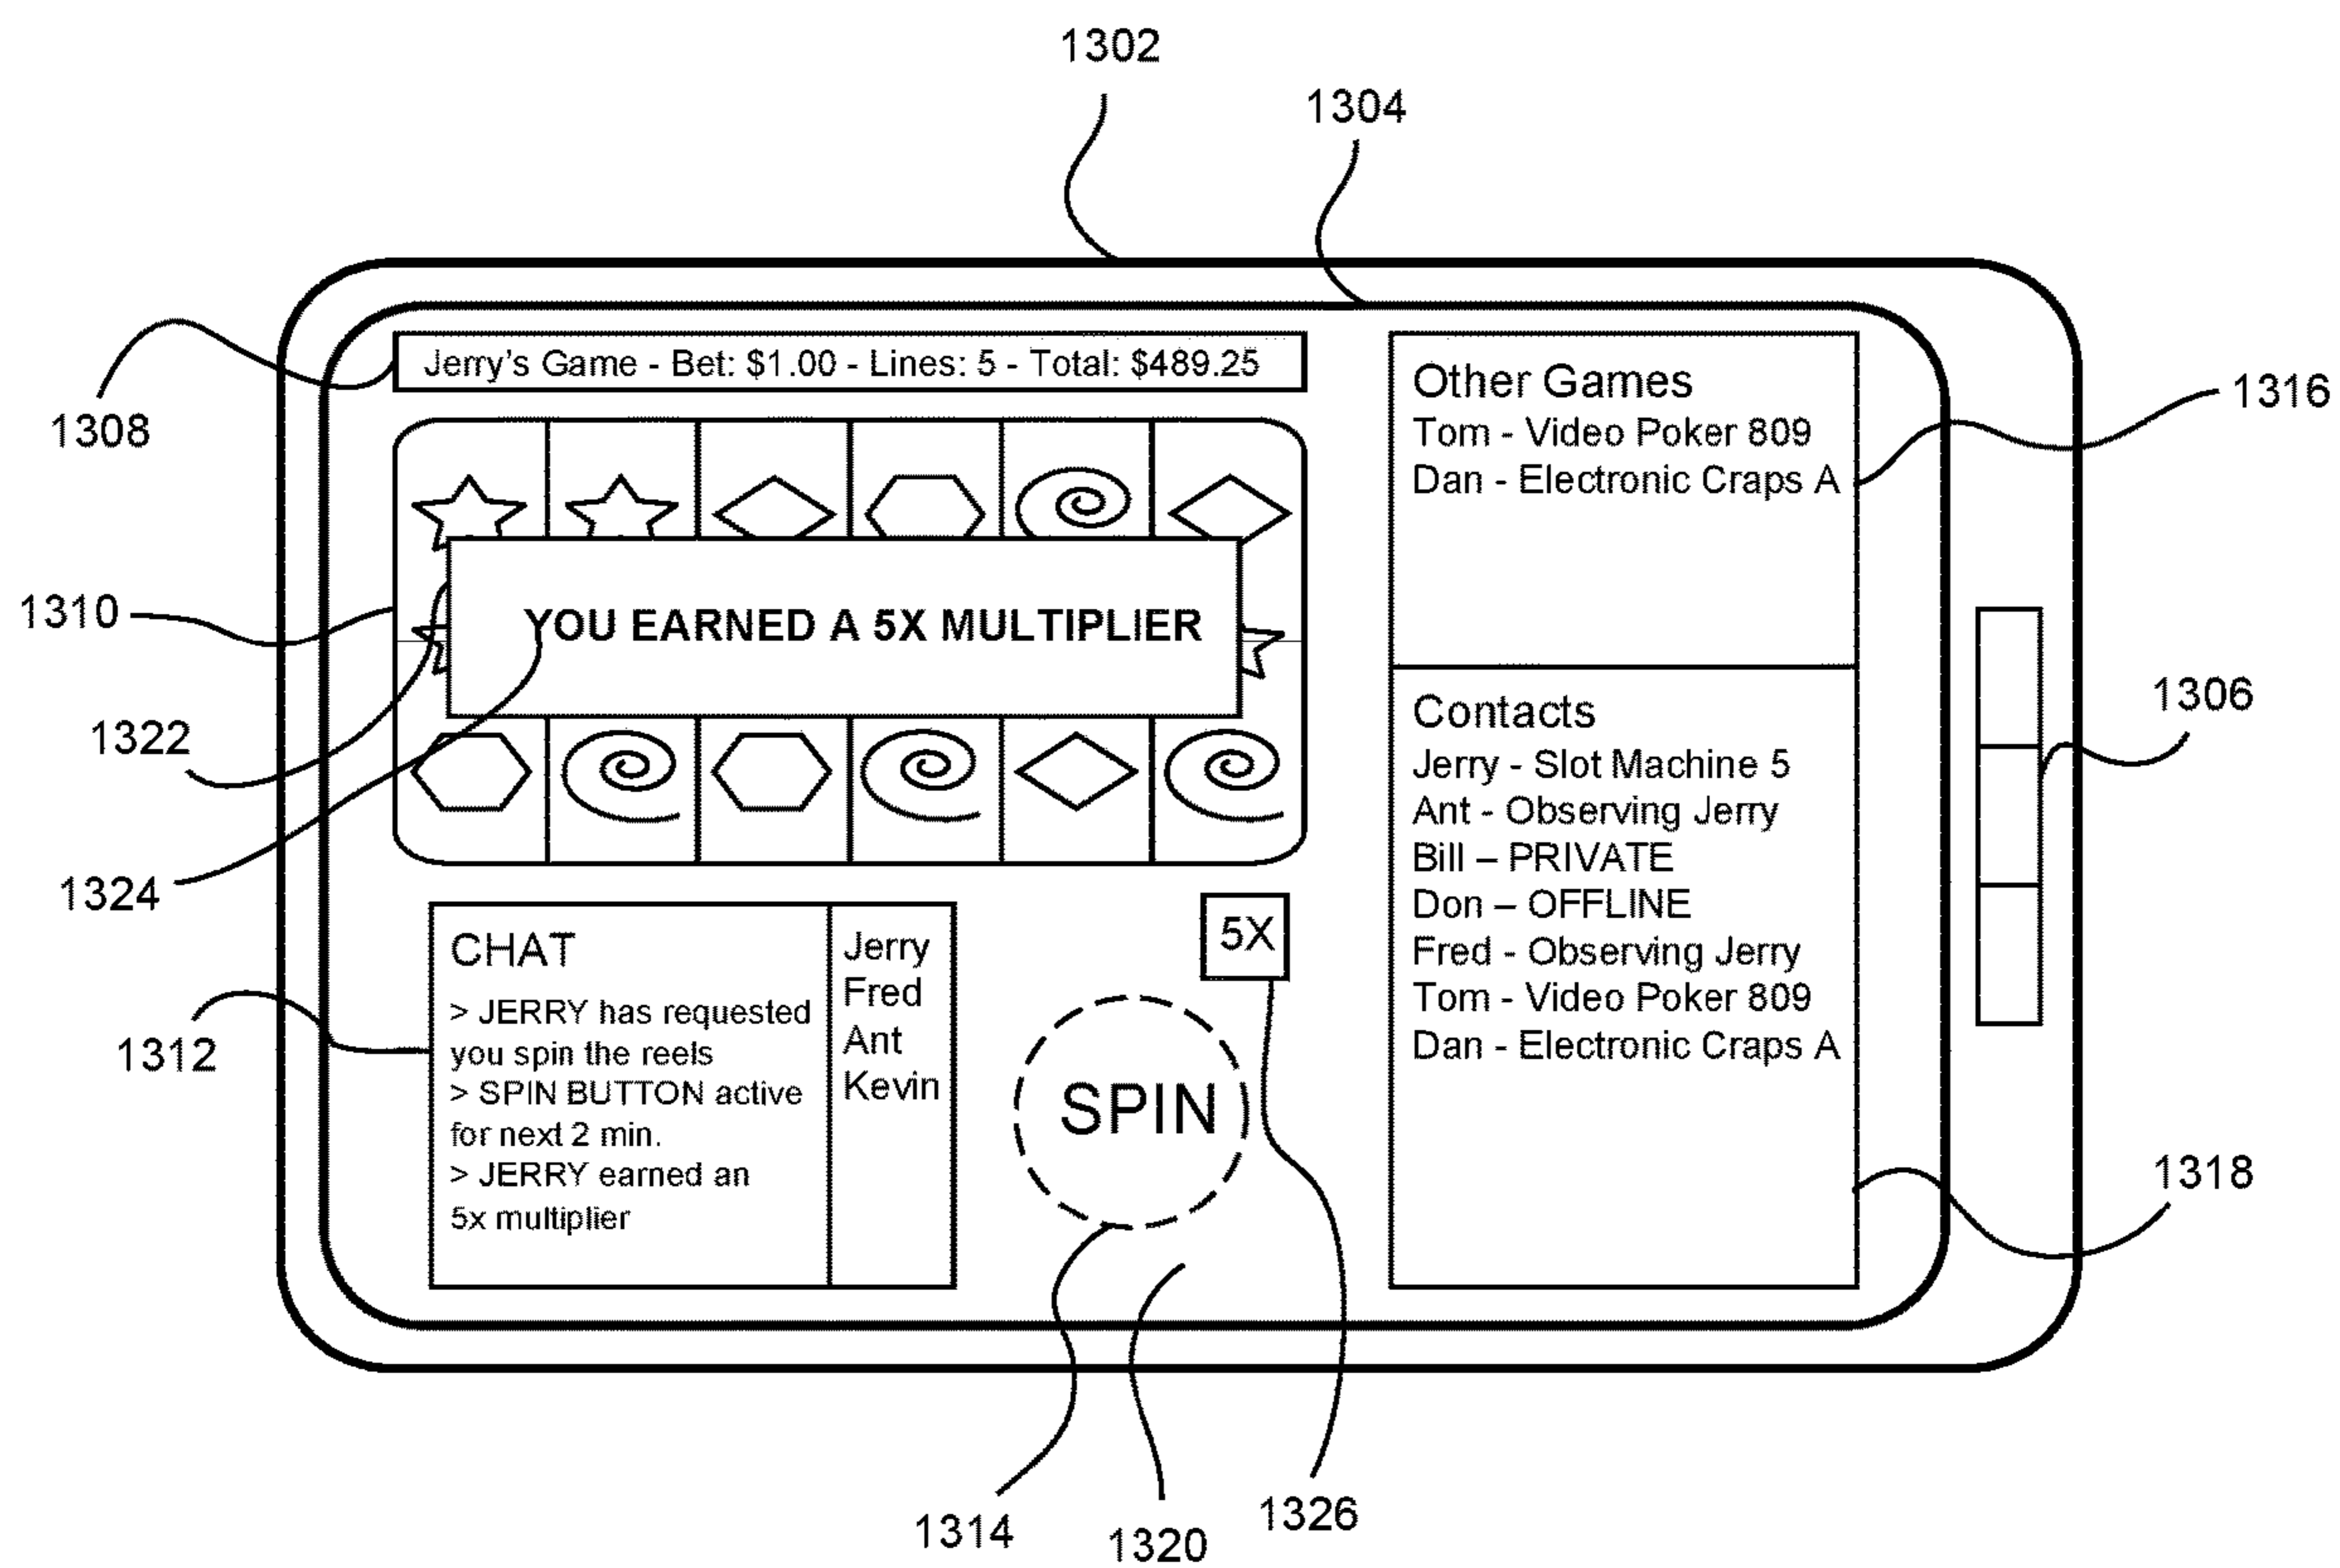 1302
1304
1308
Jerry's Game - Bet: $1.00 - Lines: 5 - Total: $489.25
Other Games
Tom - Video Poker 809
Dan - Electronic Craps A
1316
1310
YOU EARNED A 5X MULTIPLIER
1322
1324
Contacts
Jerry - Slot Machine 5
Ant - Observing Jerry
Bill – PRIVATE
Don – OFFLINE
Fred - Observing Jerry
Tom - Video Poker 809
Dan - Electronic Craps A
1306
1312
CHAT
> JERRY has requested
you spin the reels
> SPIN BUTTON active
for next 2 min.
> JERRY earned an
5x multiplier
Jerry
Fred
Ant
Kevin
5X
SPIN
1318
1314
1320
1326